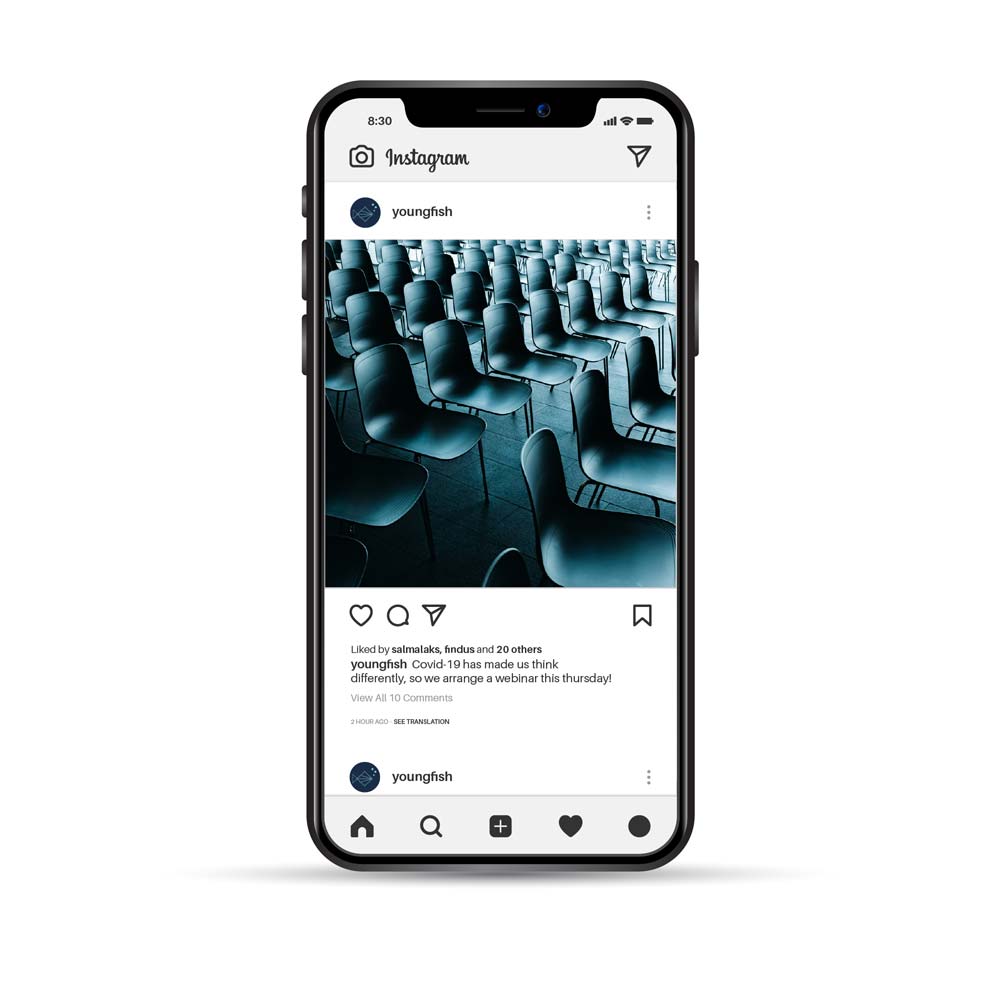 8:30
Instagram
youngfish
Liked by salmalaks, findus and 20 others
youngfish Covid-19 has made us think
differently, so we arrange a webinar this thursday!
View All 10 Comments
2 HOUR AGO · SEE TRANSLATION
youngfish